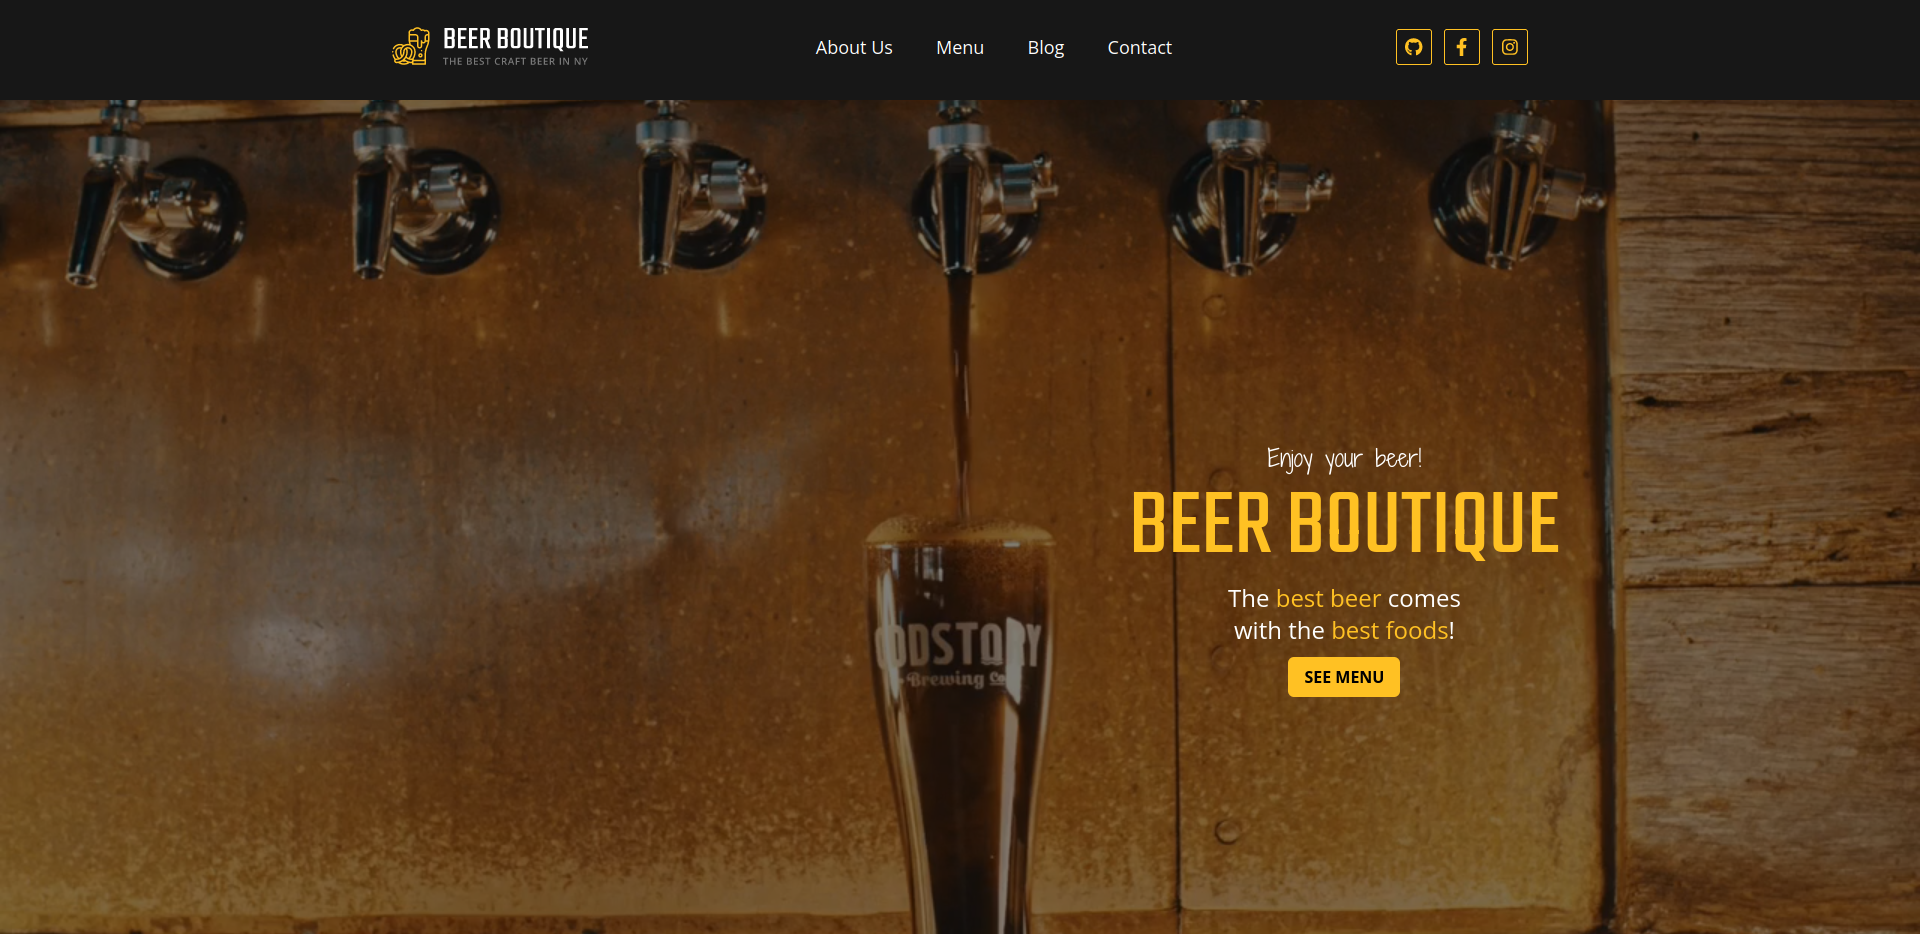 BEER BOUTIQUE
THE BEST CRAFT BEER IN NY
About Us
Menu
Blog
Contact
Enjoy your beer!
BEER BOUTIQUE
The best beer comes
with the best foods!
SEE MENU
Brewing Co